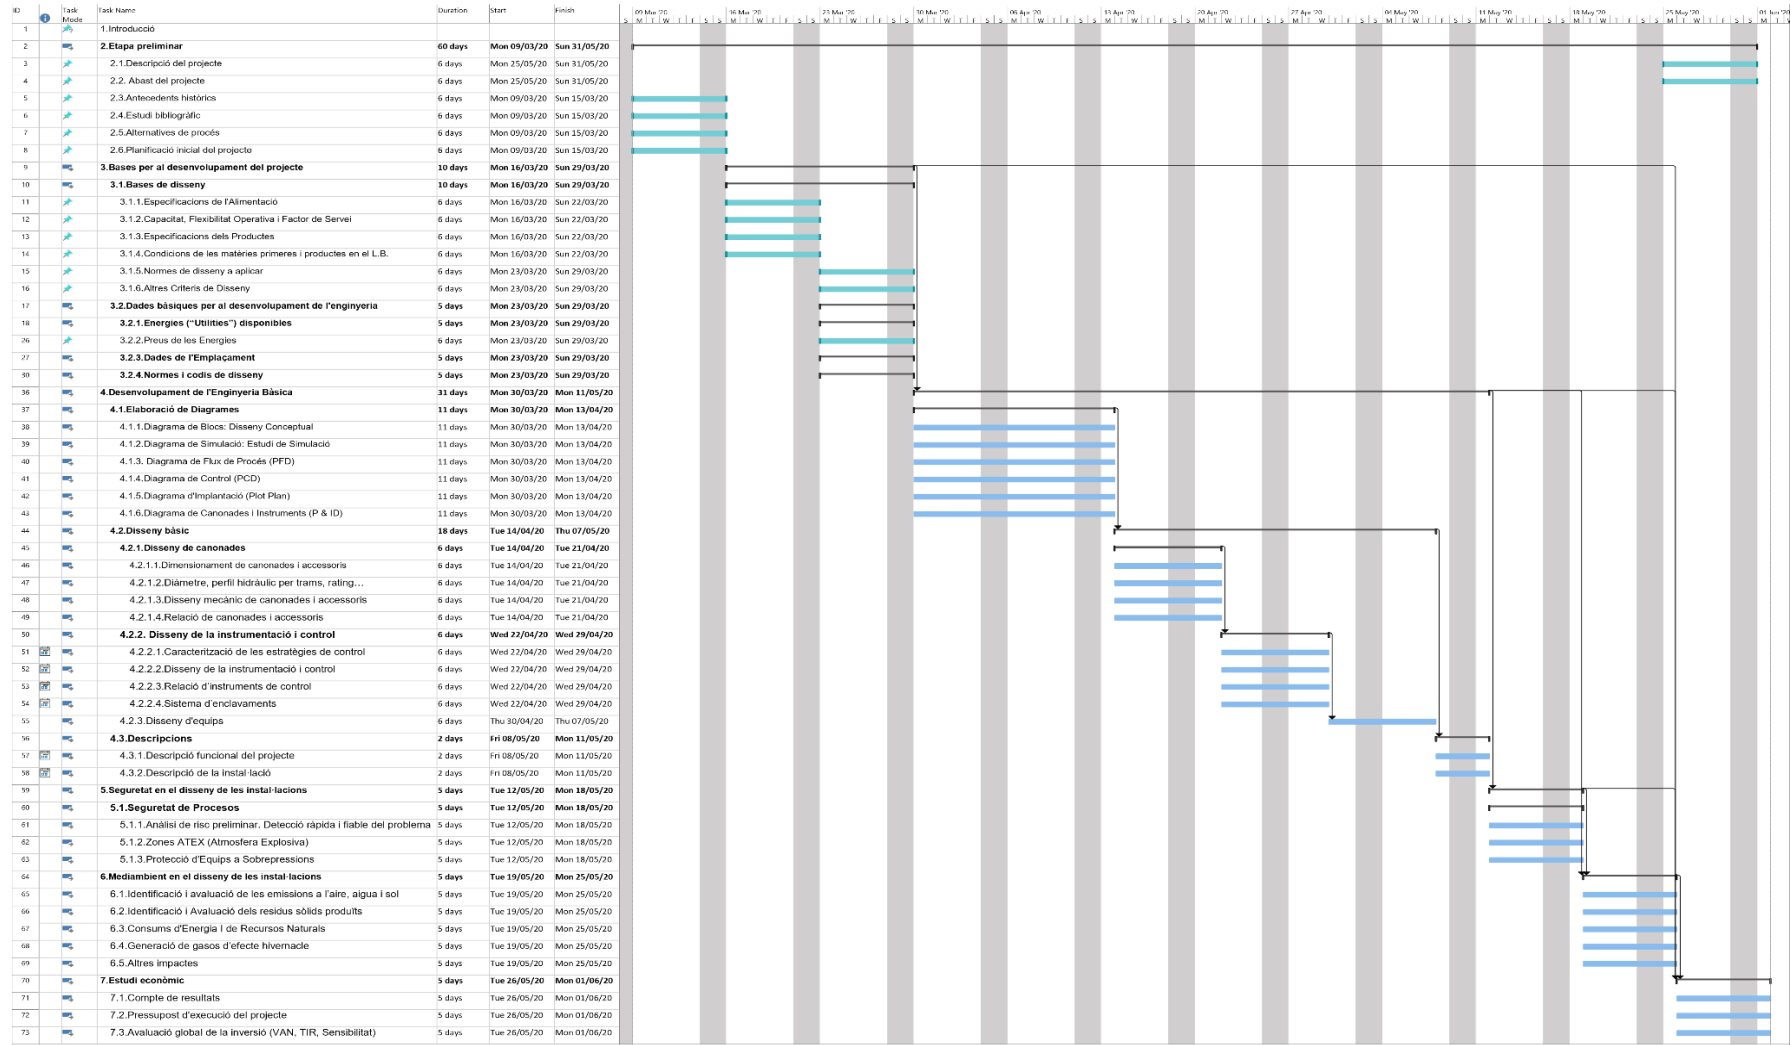 ID Task Mode Task Name Duration Start Finish 09 Mar '20 16 Mar '20 23 Mar '20 30 Mar '20 06 Apr '20 13 Apr '20 20 Apr '20 27 Apr '20 04 May '20 11 May '20 18 May '20 25 May '20 01 Jun '20
1 1.Introducció
2 2.Etapa preliminar 60 days Mon 09/03/20 Sun 31/05/20
3 2.1.Descripció del projecte 6 days Mon 25/05/20 Sun 31/05/20
4 2.2. Abast del projecte 6 days Mon 25/05/20 Sun 31/05/20
5 2.3.Antecedents històrics 6 days Mon 09/03/20 Sun 15/03/20
6 2.4.Estudi bibliogràfic 6 days Mon 09/03/20 Sun 15/03/20
7 2.5.Alternatives de procés 6 days Mon 09/03/20 Sun 15/03/20
8 2.6.Planificació inicial del projecte 6 days Mon 09/03/20 Sun 15/03/20
9 3.Bases per al desenvolupament del projecte 10 days Mon 16/03/20 Sun 29/03/20
10 3.1.Bases de disseny 10 days Mon 16/03/20 Sun 29/03/20
11 3.1.1.Especificacions de l'Alimentació 6 days Mon 16/03/20 Sun 22/03/20
12 3.1.2.Capacitat, Flexibilitat Operativa i Factor de Servei 6 days Mon 16/03/20 Sun 22/03/20
13 3.1.3.Especificacions dels Productes 6 days Mon 16/03/20 Sun 22/03/20
14 3.1.4.Condicions de les matèries primeres i productes en el L.B. 6 days Mon 16/03/20 Sun 22/03/20
15 3.1.5.Normes de disseny a aplicar 6 days Mon 23/03/20 Sun 29/03/20
16 3.1.6.Altres Criteris de Disseny 6 days Mon 23/03/20 Sun 29/03/20
17 3.2.Dades bàsiques per al desenvolupament de l'enginyeria 5 days Mon 23/03/20 Sun 29/03/20
18 3.2.1.Energies (“Utilities”) disponibles 5 days Mon 23/03/20 Sun 29/03/20
26 3.2.2.Preus de les Energies 6 days Mon 23/03/20 Sun 29/03/20
27 3.2.3.Dades de l'Emplaçament 5 days Mon 23/03/20 Sun 29/03/20
30 3.2.4.Normes i codis de disseny 5 days Mon 23/03/20 Sun 29/03/20
36 4.Desenvolupament de l'Enginyeria Bàsica 31 days Mon 30/03/20 Mon 11/05/20
37 4.1.Elaboració de Diagrames 11 days Mon 30/03/20 Mon 13/04/20
38 4.1.1.Diagrama de Blocs: Disseny Conceptual 11 days Mon 30/03/20 Mon 13/04/20
39 4.1.2.Diagrama de Simulació: Estudi de Simulació 11 days Mon 30/03/20 Mon 13/04/20
40 4.1.3. Diagrama de Flux de Procés (PFD) 11 days Mon 30/03/20 Mon 13/04/20
41 4.1.4.Diagrama de Control (PCD) 11 days Mon 30/03/20 Mon 13/04/20
42 4.1.5.Diagrama d'Implantació (Plot Plan) 11 days Mon 30/03/20 Mon 13/04/20
43 4.1.6.Diagrama de Canonades i Instruments (P & ID) 11 days Mon 30/03/20 Mon 13/04/20
44 4.2.Disseny bàsic 18 days Tue 14/04/20 Thu 07/05/20
45 4.2.1.Disseny de canonades 6 days Tue 14/04/20 Tue 21/04/20
46 4.2.1.1.Dimensionament de canonades i accessoris 6 days Tue 14/04/20 Tue 21/04/20
47 4.2.1.2.Diàmetre, perfil hidràulic per trams, rating... 6 days Tue 14/04/20 Tue 21/04/20
48 4.2.1.3.Disseny mecànic de canonades i accessoris 6 days Tue 14/04/20 Tue 21/04/20
49 4.2.1.4.Relació de canonades i accessoris 6 days Tue 14/04/20 Tue 21/04/20
50 4.2.2. Disseny de la instrumentació i control 6 days Wed 22/04/20 Wed 29/04/20
51 4.2.2.1.Caracterització de les estratègies de control 6 days Wed 22/04/20 Wed 29/04/20
52 4.2.2.2.Disseny de la instrumentació i control 6 days Wed 22/04/20 Wed 29/04/20
53 4.2.2.3.Relació d'instruments de control 6 days Wed 22/04/20 Wed 29/04/20
54 4.2.2.4.Sistema d'enclavaments 6 days Wed 22/04/20 Wed 29/04/20
55 4.2.3.Disseny d'equips 6 days Thu 30/04/20 Thu 07/05/20
56 4.3.Descripcions 2 days Fri 08/05/20 Mon 11/05/20
57 4.3.1.Descripció funcional del projecte 2 days Fri 08/05/20 Mon 11/05/20
58 4.3.2.Descripció de la instal·lació 2 days Fri 08/05/20 Mon 11/05/20
59 5.Seguretat en el disseny de les instal·lacions 5 days Tue 12/05/20 Mon 18/05/20
60 5.1.Seguretat de Procesos 5 days Tue 12/05/20 Mon 18/05/20
61 5.1.1.Anàlisi de risc preliminar. Detecció ràpida i fiable del problema 5 days Tue 12/05/20 Mon 18/05/20
62 5.1.2.Zones ATEX (Atmosfera Explosiva) 5 days Tue 12/05/20 Mon 18/05/20
63 5.1.3.Protecció d'Equips a Sobrepressions 5 days Tue 12/05/20 Mon 18/05/20
64 6.Mediambient en el disseny de les instal·lacions 5 days Tue 19/05/20 Mon 25/05/20
65 6.1.Identificació i avaluació de les emissions a l'aire, aigua i sol 5 days Tue 19/05/20 Mon 25/05/20
66 6.2.Identificació i Avaluació dels residus sòlids produïts 5 days Tue 19/05/20 Mon 25/05/20
67 6.3.Consums d'Energia I de Recursos Naturals 5 days Tue 19/05/20 Mon 25/05/20
68 6.4.Generació de gasos d'efecte hivernacle 5 days Tue 19/05/20 Mon 25/05/20
69 6.5.Altres impactes 5 days Tue 19/05/20 Mon 25/05/20
70 7.Estudi econòmic 5 days Tue 26/05/20 Mon 01/06/20
71 7.1.Compte de resultats 5 days Tue 26/05/20 Mon 01/06/20
72 7.2.Pressupost d'execució del projecte 5 days Tue 26/05/20 Mon 01/06/20
73 7.3.Avaluació global de la inversió (VAN, TIR, Sensibilitat) 5 days Tue 26/05/20 Mon 01/06/20